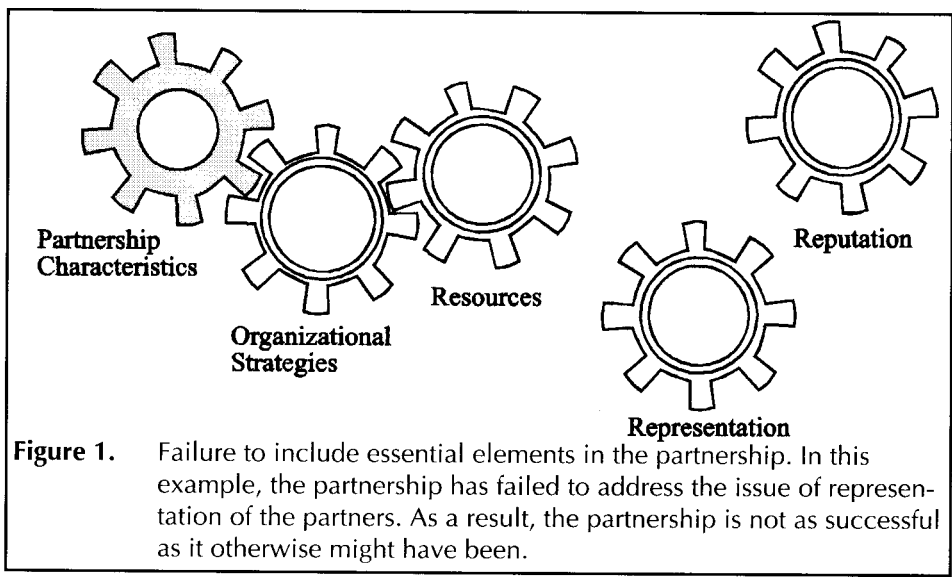 Partnership
Characteristics
Organizational
Strategies
Resources
Reputation
Representation
Figure 1. Failure to include essential elements in the partnership. In this
example, the partnership has failed to address the issue of represen-
tation of the partners. As a result, the partnership is not as successful
as it otherwise might have been.